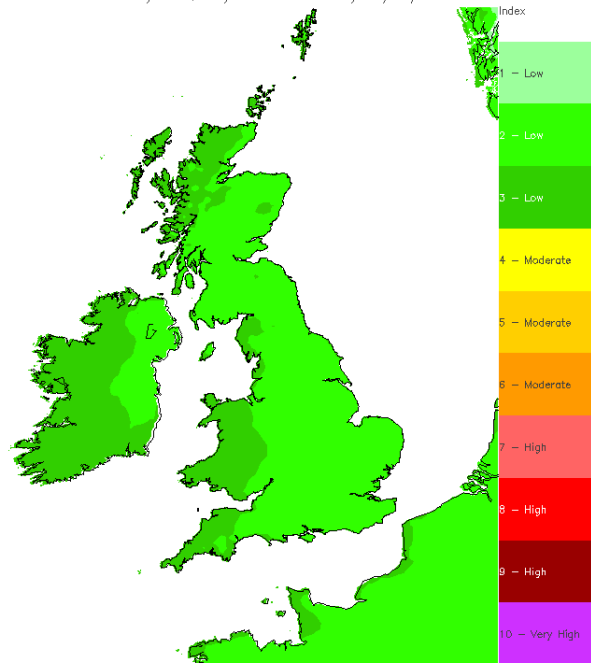 Index
1 - Low
2 - Low
3 - Low
4 - Moderate
5 - Moderate
6 - Moderate
7 - High
8 - High
9 - High
10 - Very High